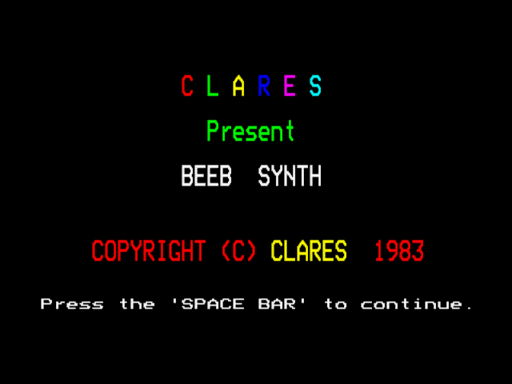 C L A R E S
Present
BEEB SYNTH
COPYRIGHT (C) CLARES 1983
Press the 'SPACE BAR' to continue.